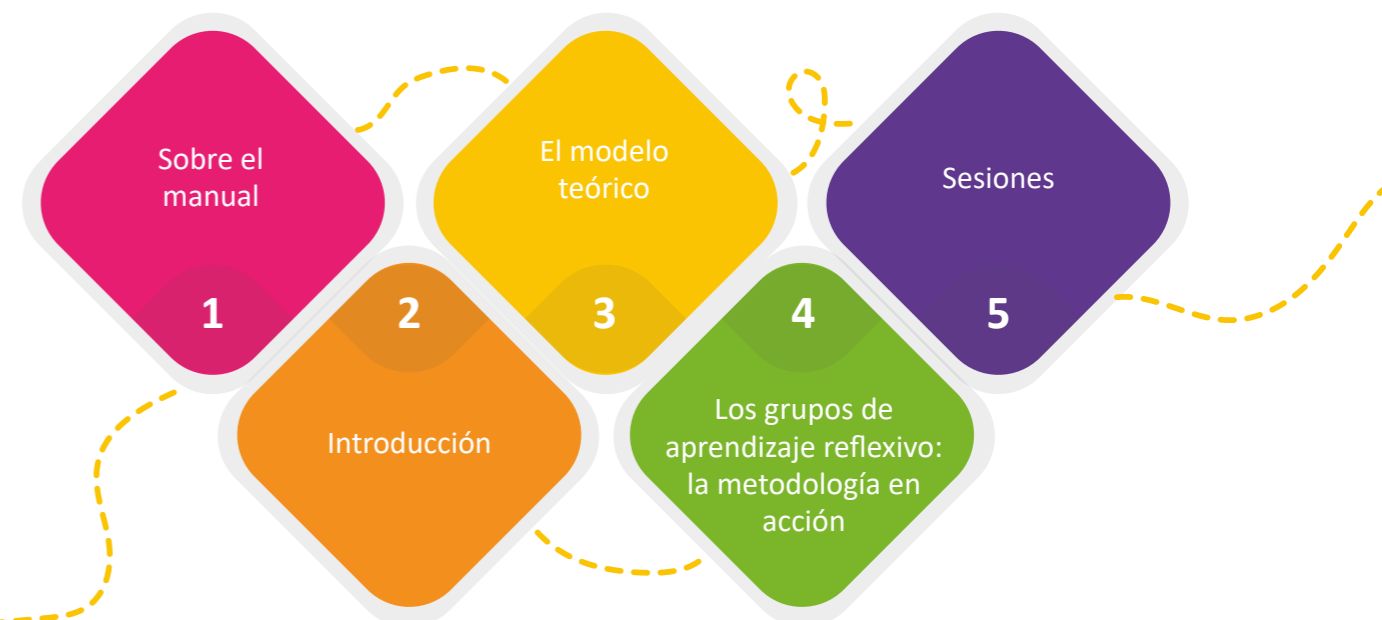 Sobre el
manual
1
2
Introducción
El modelo
teórico
3
4
Los grupos de
aprendizaje reflexivo:
la metodología en
acción
Sesiones
5